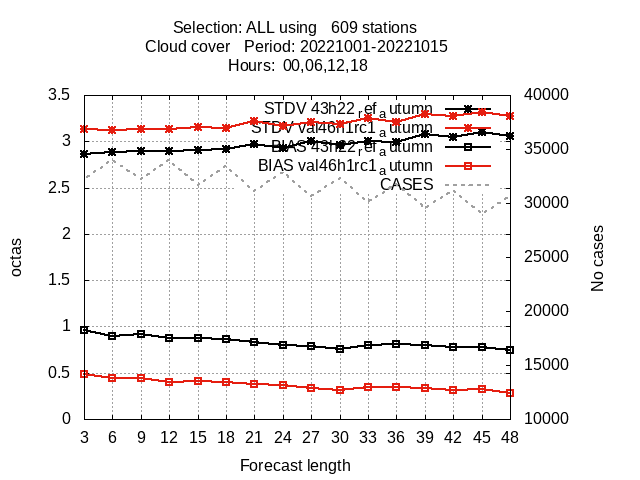 Selection: ALL using 609 stations
Cloud cover Period: 20221001-20221015
Hours: 00,06,12,18
3.5
3
2.5
2
1.5
1
0.5
0
octas
STDV 43h22ref_autumn
STDV val46h1rc1_autumn
BIAS 43h22ref_autumn
BIAS val46h1rc1_autumn
CASES
40000
35000
30000
25000
20000
15000
10000
No cases
3 6 9 12 15 18 21 24 27 30 33 36 39 42 45 48
Forecast length